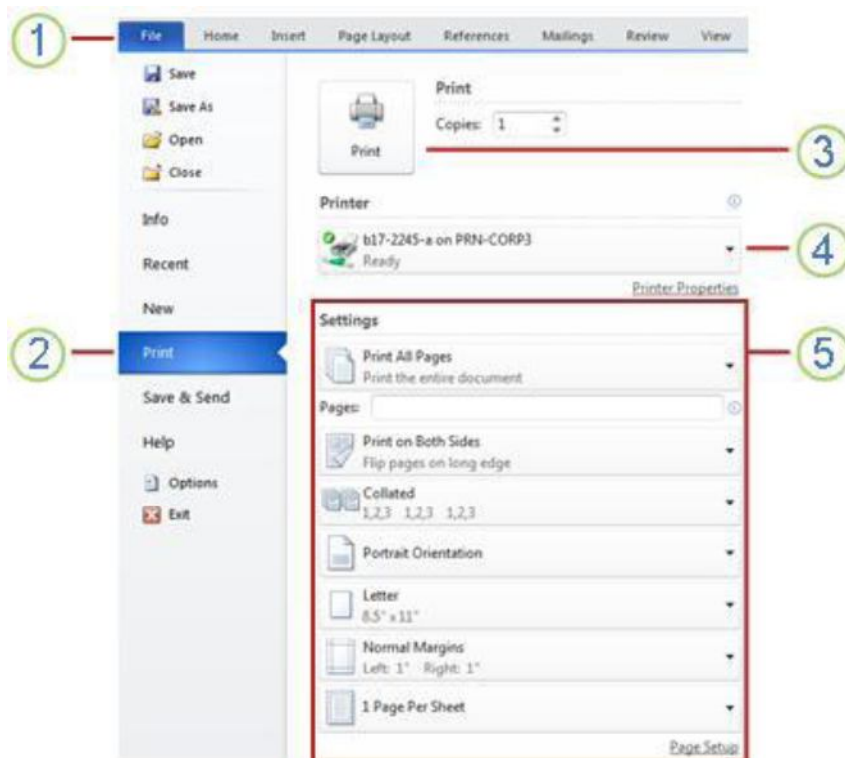 1
File Home Insert Page Layout References Mailings Review View
Save
Save As
Open
Close
Info
Recent
New
2
Print
Save & Send
Help
Options
Exit
Print
Print
Copies: 1
3
Printer
b17-2245-a on PRN-CORP3
Ready
4
Printer Properties
Settings
5
Print All Pages
Print the entire document
Pages:
Print on Both Sides
Flip pages on long edge
Collated
1,2,3 1,2,3 1,2,3
Portrait Orientation
Letter
8.5" x 11"
Normal Margins
Left: 1" Right: 1"
1 Page Per Sheet
Page Setup